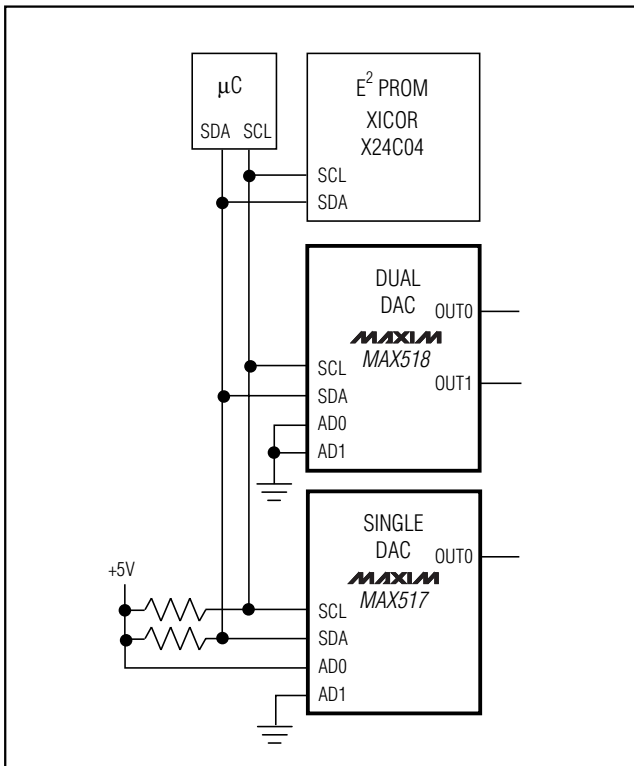 µC
SDA SCL
E² PROM
XICOR
X24C04
SCL
SDA
DUAL
DAC
OUT0
MAXIM
MAX518
OUT1
SCL
SDA
AD0
AD1
SINGLE
DAC
OUT0
MAXIM
MAX517
+5V
SCL
SDA
AD0
AD1